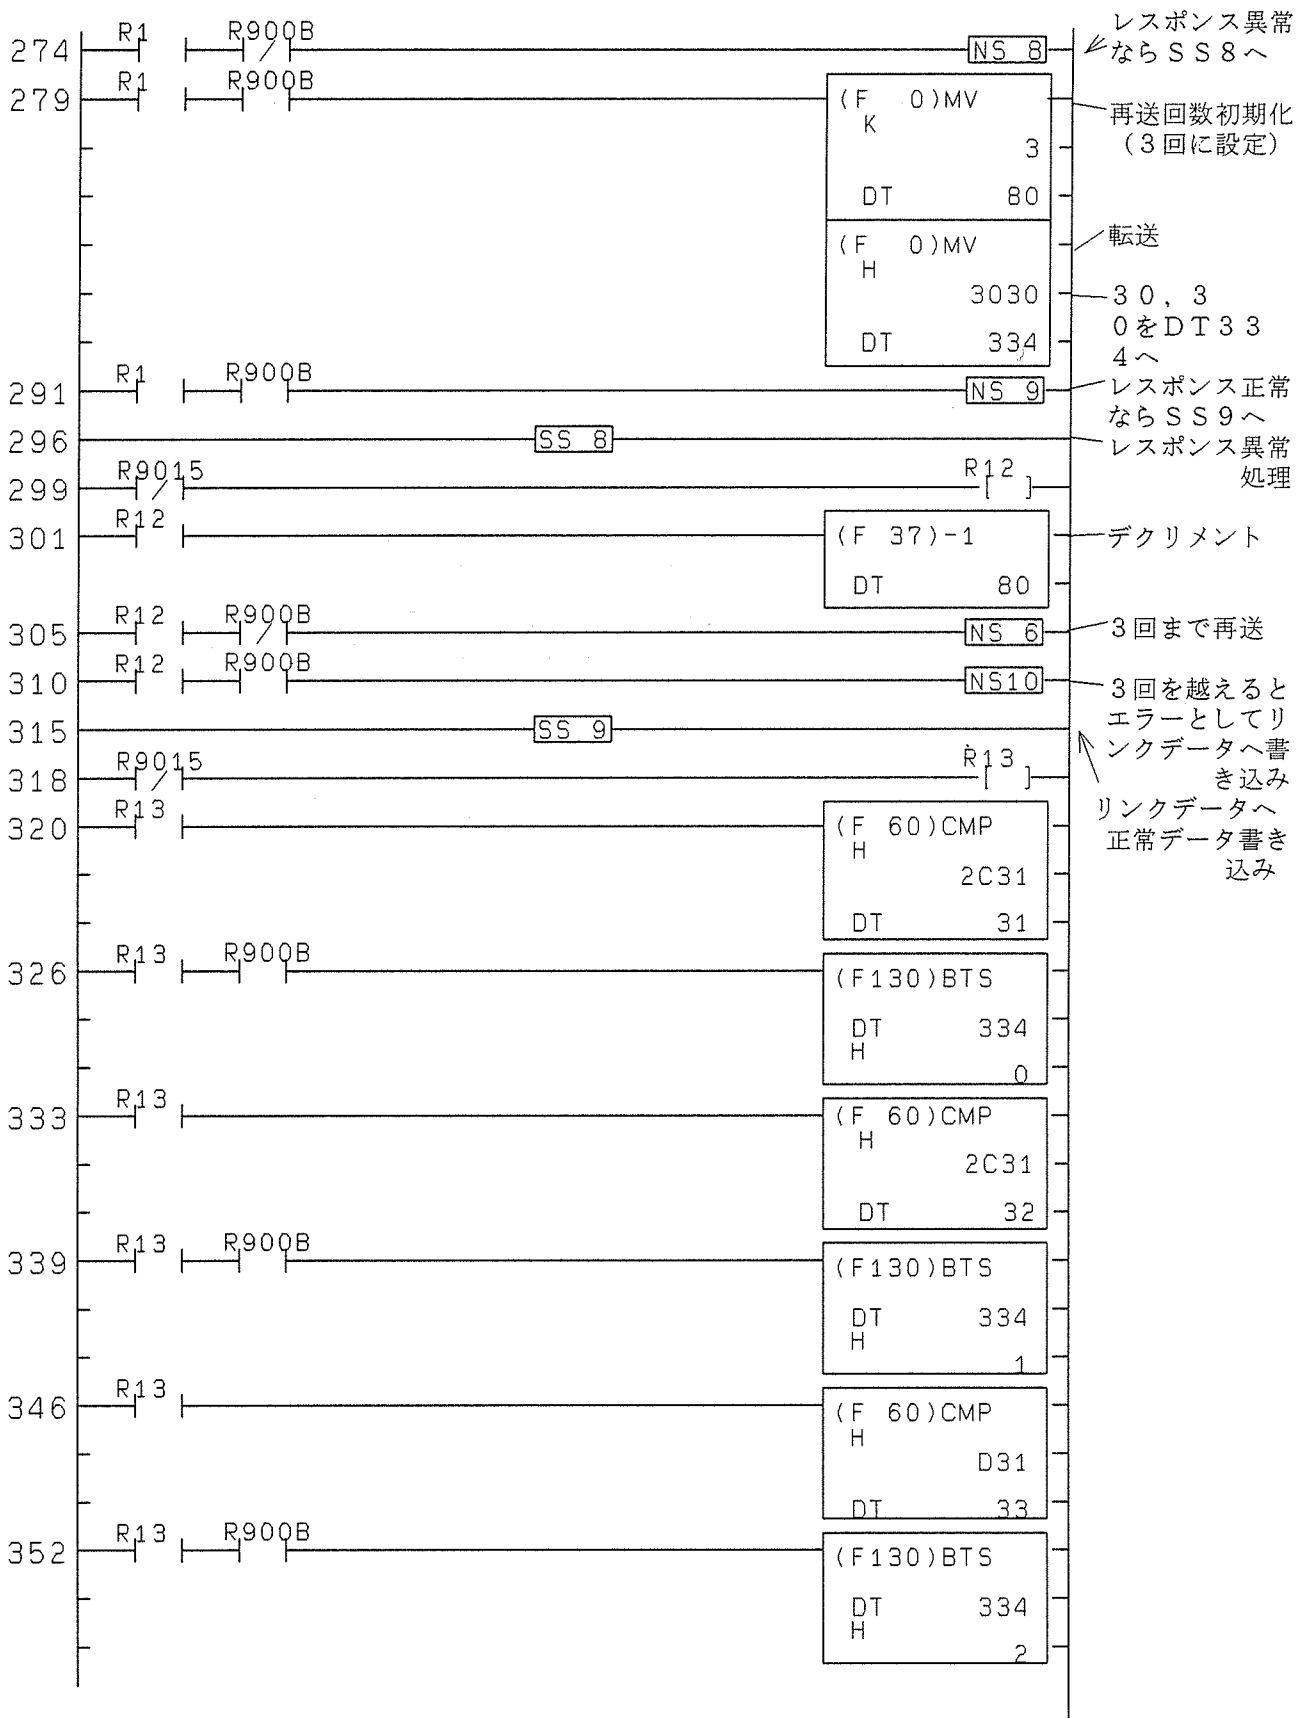 274 R1 R900B NS 8 レスポンス異常
ならSS8へ
279 R1 R900B (F 0)MV
K
3
DT 80
再送回数初期化
(3回に設定)
(F 0)MV
H
3030
DT 334
転送
30,3
0をDT33
4へ
291 R1 R900B NS 9 レスポンス正常
ならSS9へ
296 SS 8 レスポンス異常
処理
299 R9015 R12
301 R12 (F 37)-1
DT 80
デクリメント
305 R12 R900B NS 6 3回まで再送
310 R12 R900B NS10 3回を越えると
エラーとしてリ
ンクデータへ書
き込み
315 SS 9
リンクデータへ
正常データ書き
込み
318 R9015 R13
320 R13 (F 60)CMP
H
2C31
DT 31
326 R13 R900B (F130)BTS
DT 334
H
0
333 R13 (F 60)CMP
H
2C31
DT 32
339 R13 R900B (F130)BTS
DT 334
H
1
346 R13 (F 60)CMP
H
D31
DT 33
352 R13 R900B (F130)BTS
DT 334
H
2